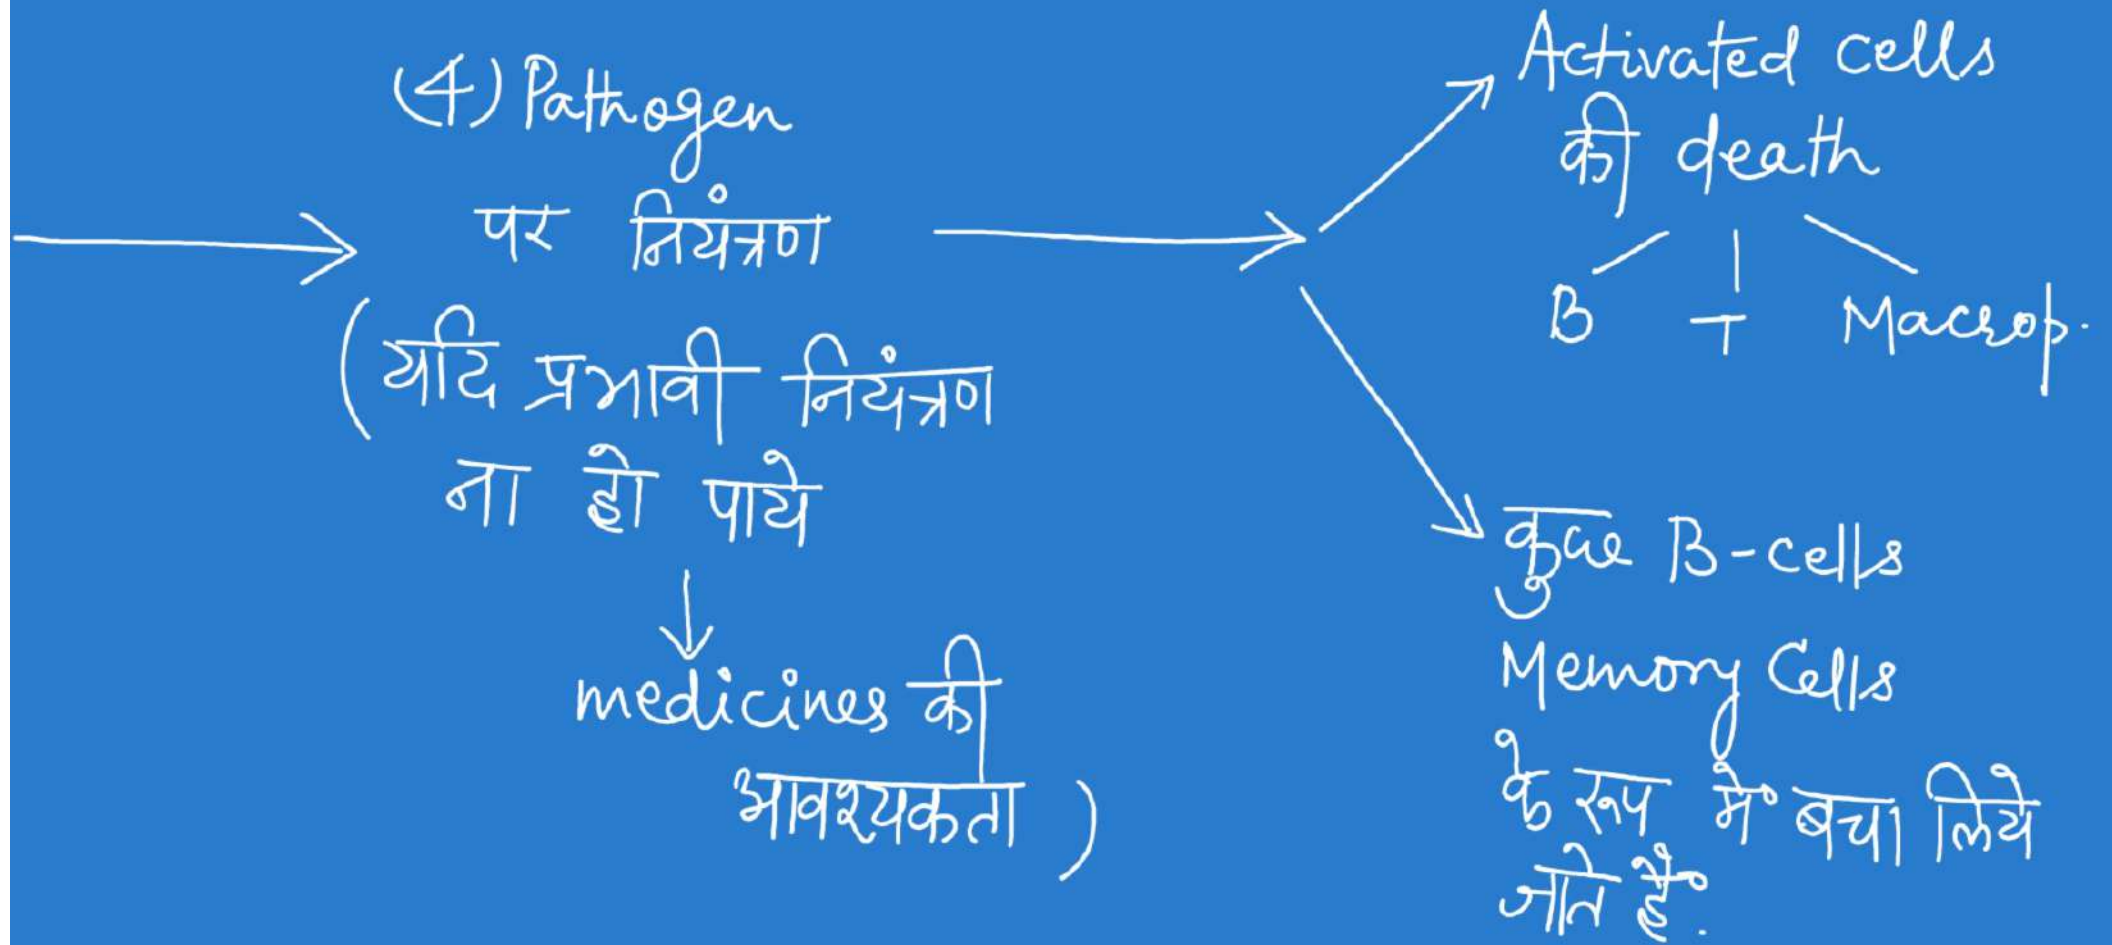 (4) Pathogen
पर नियंत्रण
(यदि प्रभावी नियंत्रण
ना हो पाये
medicines की
आवश्यकता )
Activated cells
की death
B T Macrop.
कुछ B-cells
Memory Cells
के रूप में बचा लिये
जाते हैं.